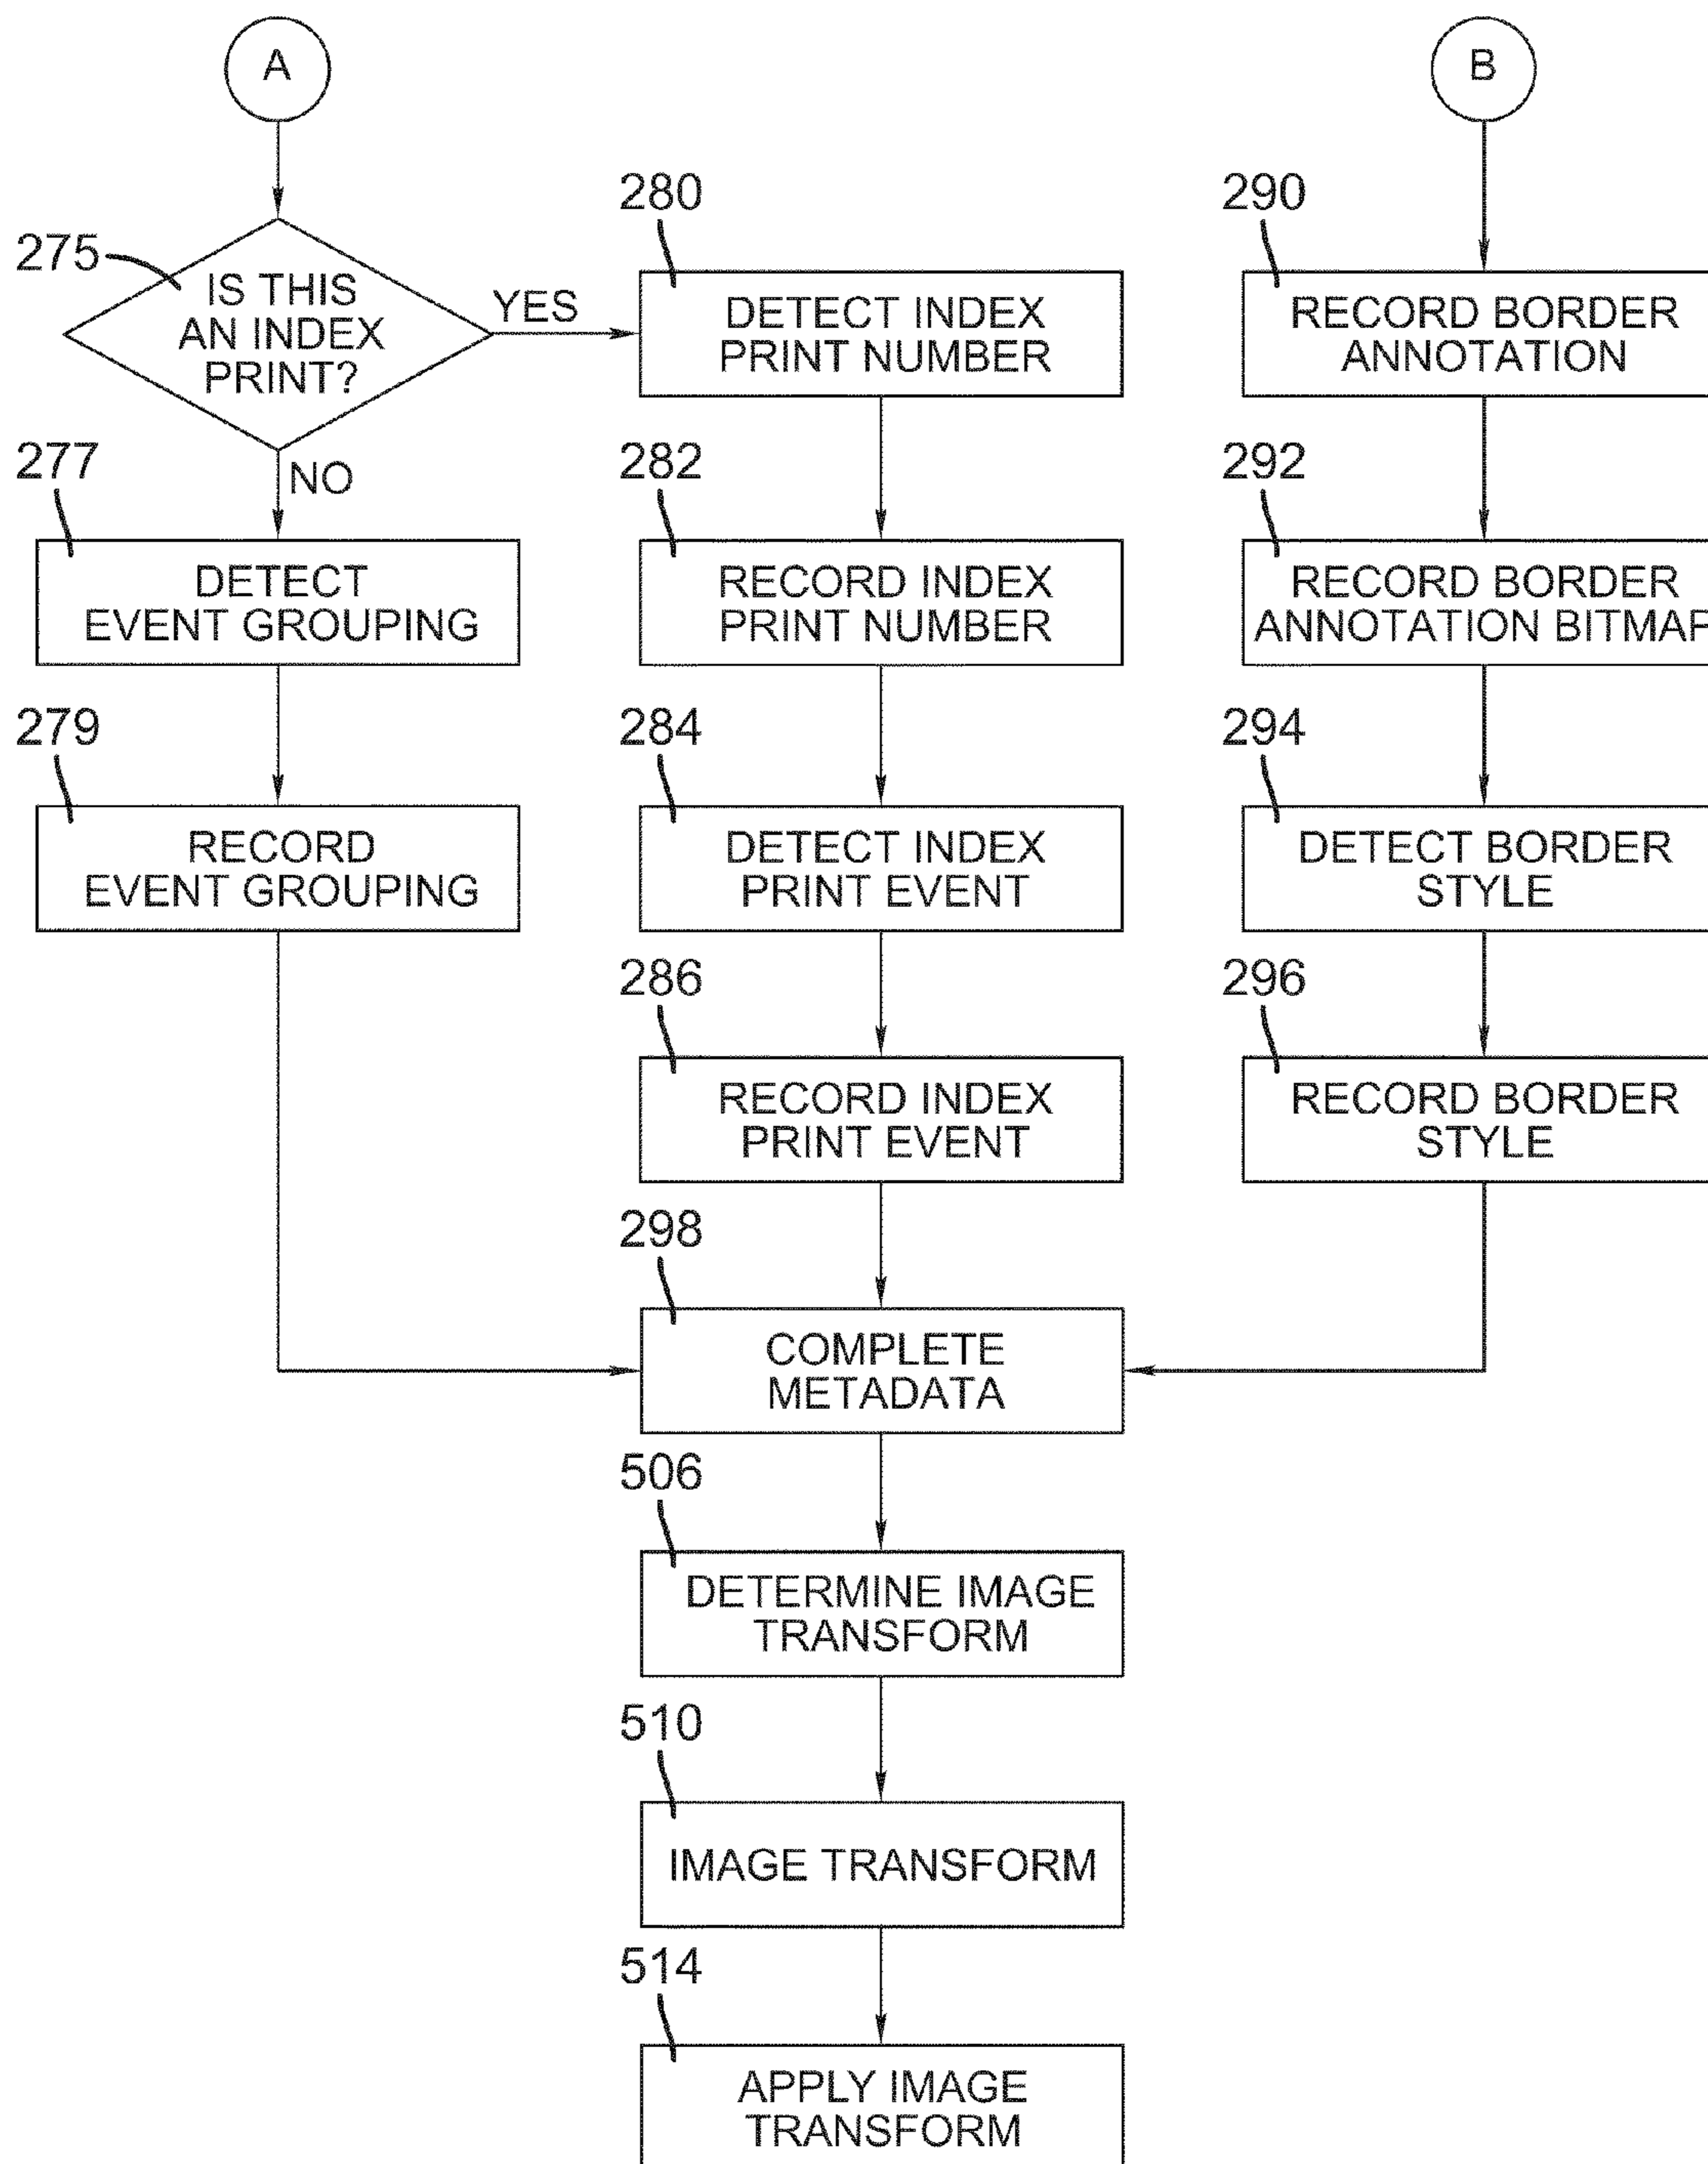 A
B
275
IS THIS
AN INDEX
PRINT?
YES
NO
277
DETECT
EVENT GROUPING
279
RECORD
EVENT GROUPING
280
DETECT INDEX
PRINT NUMBER
282
RECORD INDEX
PRINT NUMBER
284
DETECT INDEX
PRINT EVENT
286
RECORD INDEX
PRINT EVENT
290
RECORD BORDER
ANNOTATION
292
RECORD BORDER
ANNOTATION BITMAP
294
DETECT BORDER
STYLE
296
RECORD BORDER
STYLE
298
COMPLETE
METADATA
506
DETERMINE IMAGE
TRANSFORM
510
IMAGE TRANSFORM
514
APPLY IMAGE
TRANSFORM